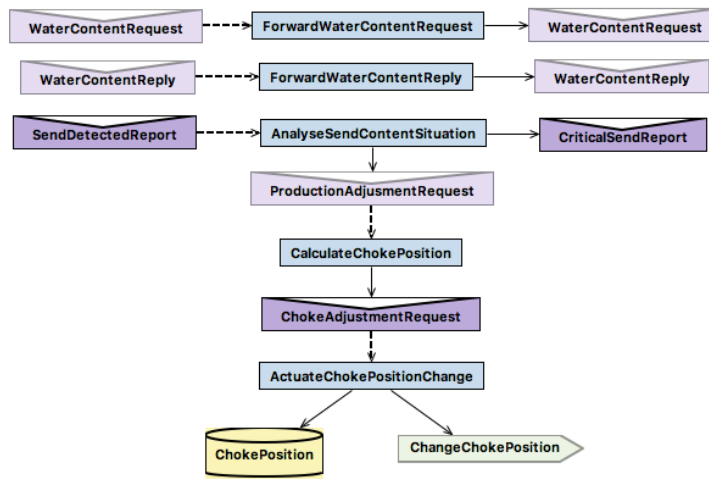 WaterContentRequest
ForwardWaterContentRequest
WaterContentRequest
WaterContentReply
ForwardWaterContentReply
WaterContentReply
SendDetectedReport
AnalyseSendContentSituation
CriticalSendReport
ProductionAdjusmentRequest
CalculateChokePosition
ChokeAdjustmentRequest
ActuateChokePositionChange
ChokePosition
ChangeChokePosition